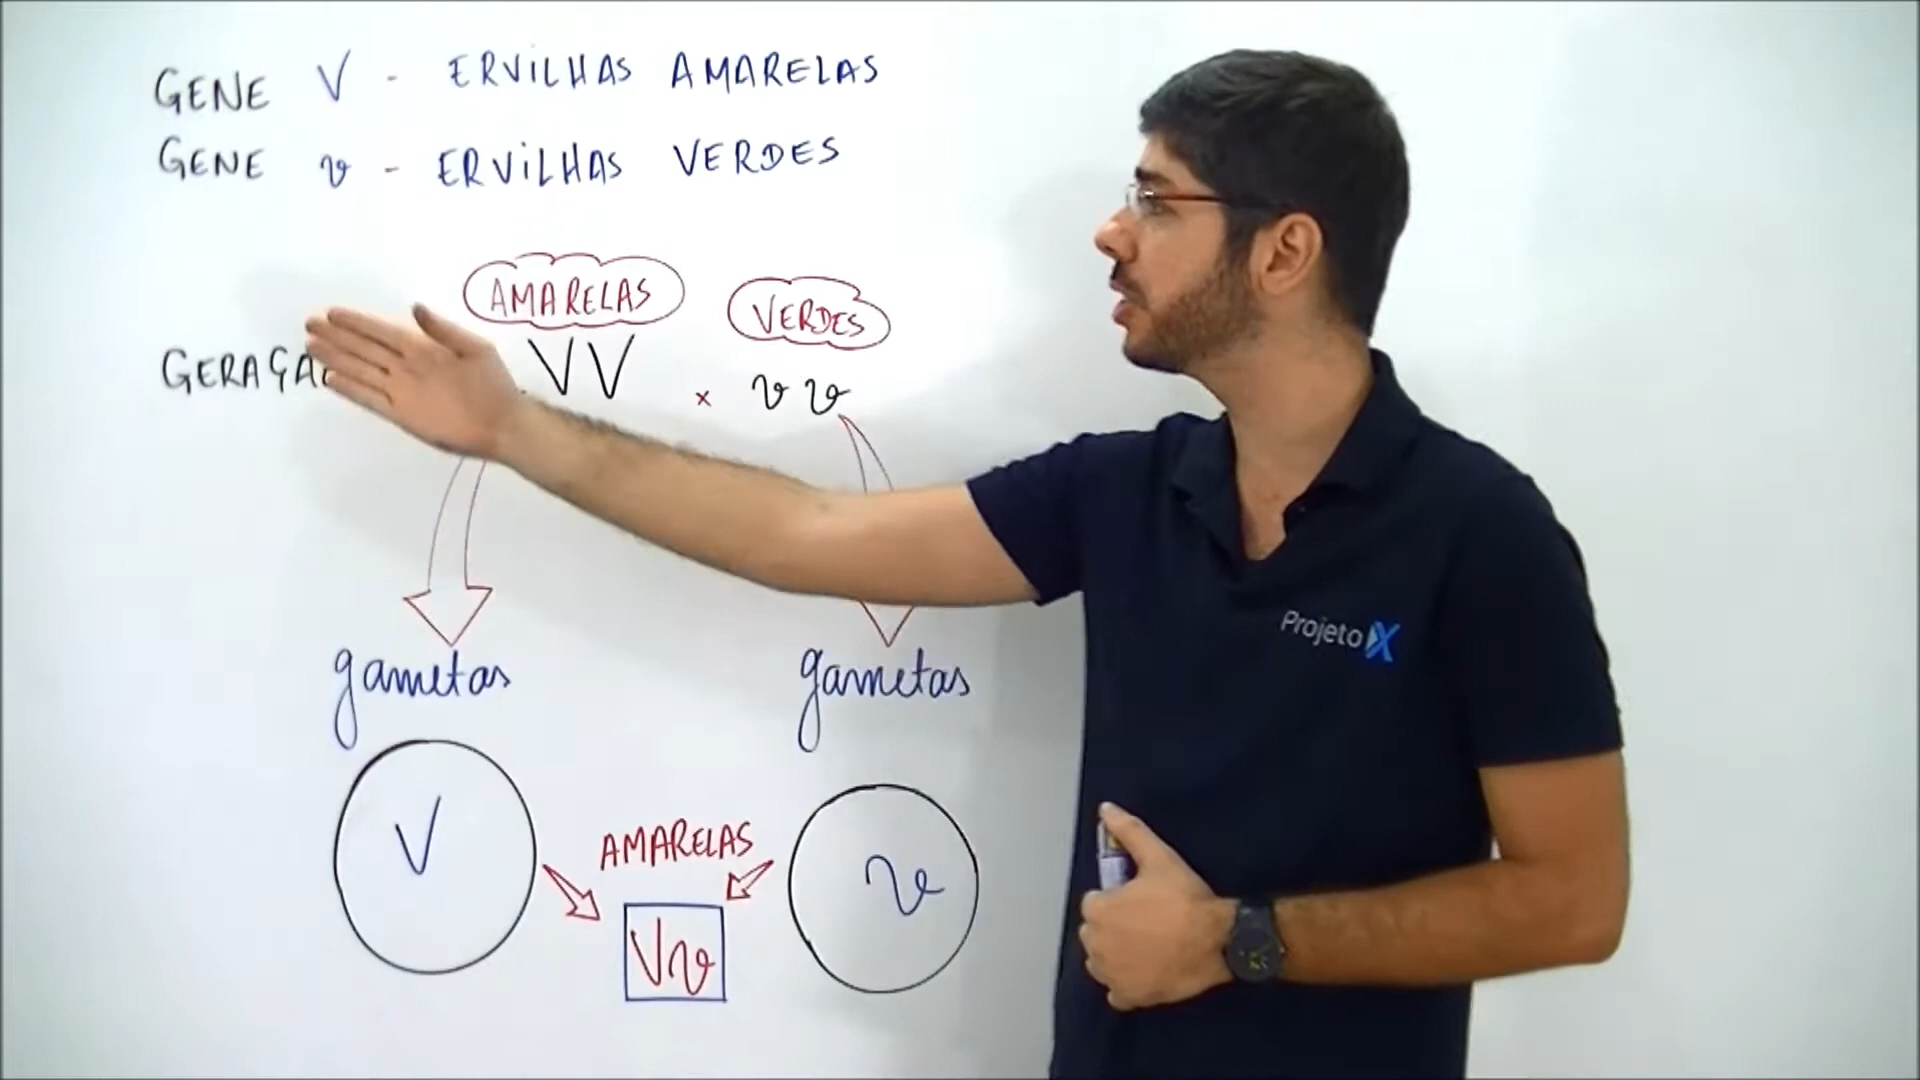 GENE V - ERVILHAS AMARELAS
GENE v - ERVILHAS VERDES
AMARELAS
VERDES
VV x vv
gametas
gametas
V
v
AMARELAS
Vv
Projeto X